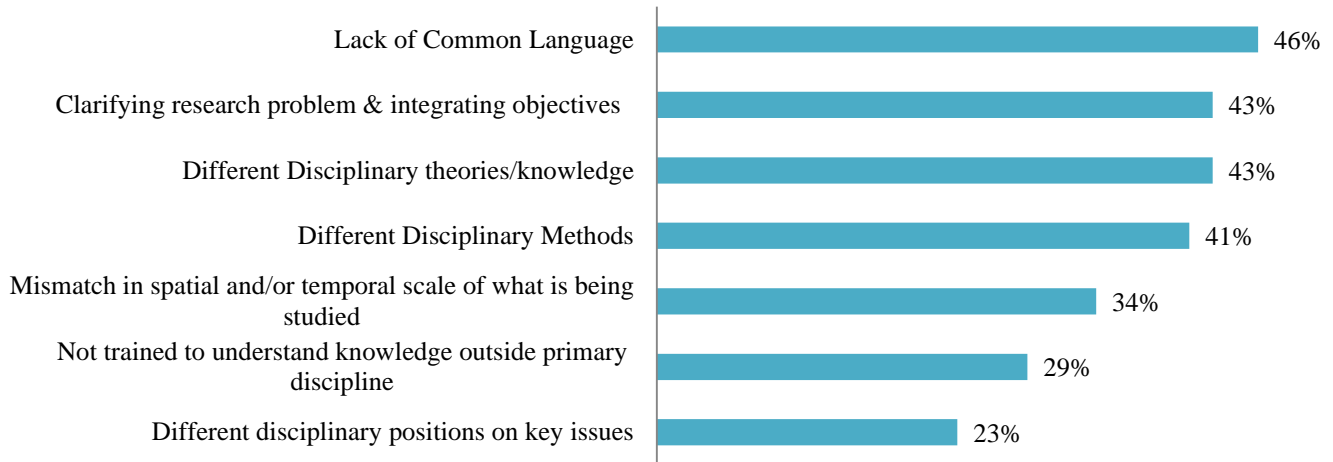 Lack of Common Language
46%
Clarifying research problem & integrating objectives
43%
Different Disciplinary theories/knowledge
43%
Different Disciplinary Methods
41%
Mismatch in spatial and/or temporal scale of what is being
studied
34%
Not trained to understand knowledge outside primary
discipline
29%
Different disciplinary positions on key issues
23%